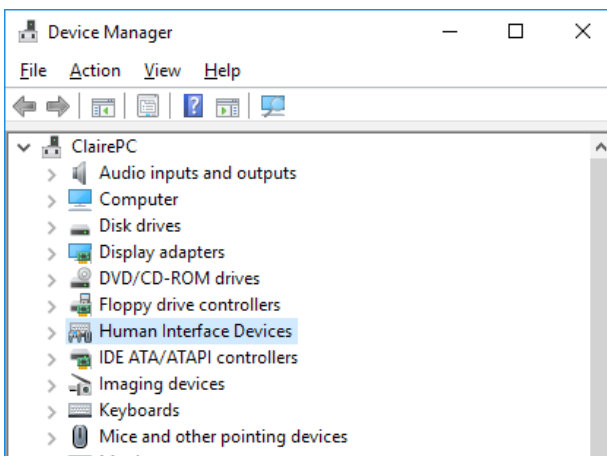 Device Manager
File Action View Help
ClairePC
Audio inputs and outputs
Computer
Disk drives
Display adapters
DVD/CD-ROM drives
Floppy drive controllers
Human Interface Devices
IDE ATA/ATAPI controllers
Imaging devices
Keyboards
Mice and other pointing devices